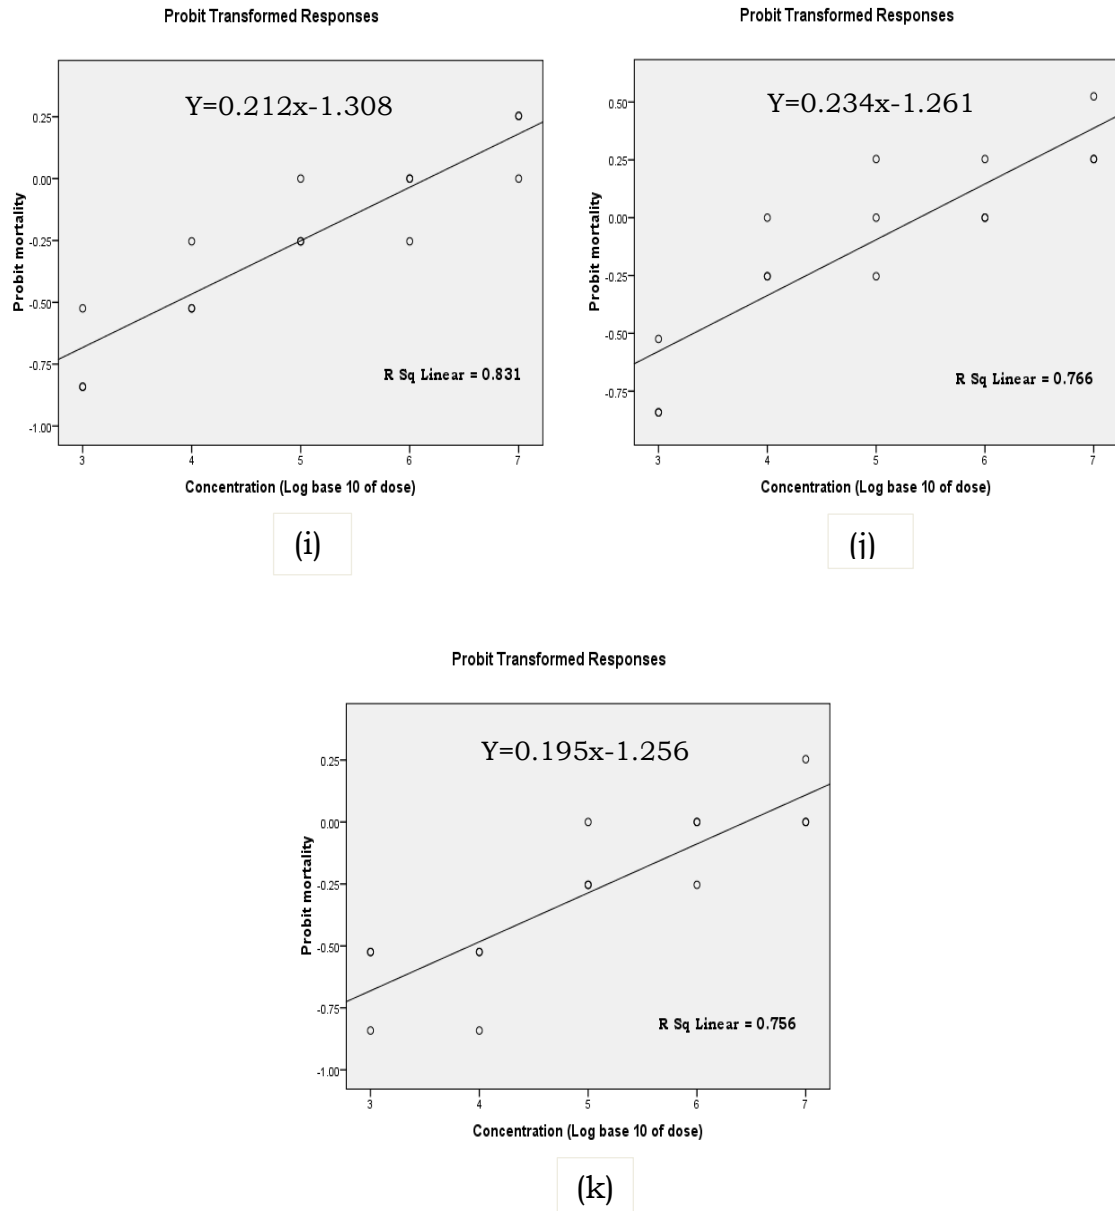 Probit Transformed Responses
Y=0.212x-1.308
Probit mortality
0.25
0.00
-0.25
-0.50
-0.75
-1.00
R Sq Linear = 0.831
3 4 5 6 7
Concentration (Log base 10 of dose)
(i)
Probit Transformed Responses
Y=0.234x-1.261
Probit mortality
0.50
0.25
0.00
-0.25
-0.50
-0.75
R Sq Linear = 0.766
3 4 5 6 7
Concentration (Log base 10 of dose)
(j)
Probit Transformed Responses
Y=0.195x-1.256
Probit mortality
0.25
0.00
-0.25
-0.50
-0.75
-1.00
R Sq Linear = 0.756
3 4 5 6 7
Concentration (Log base 10 of dose)
(k)